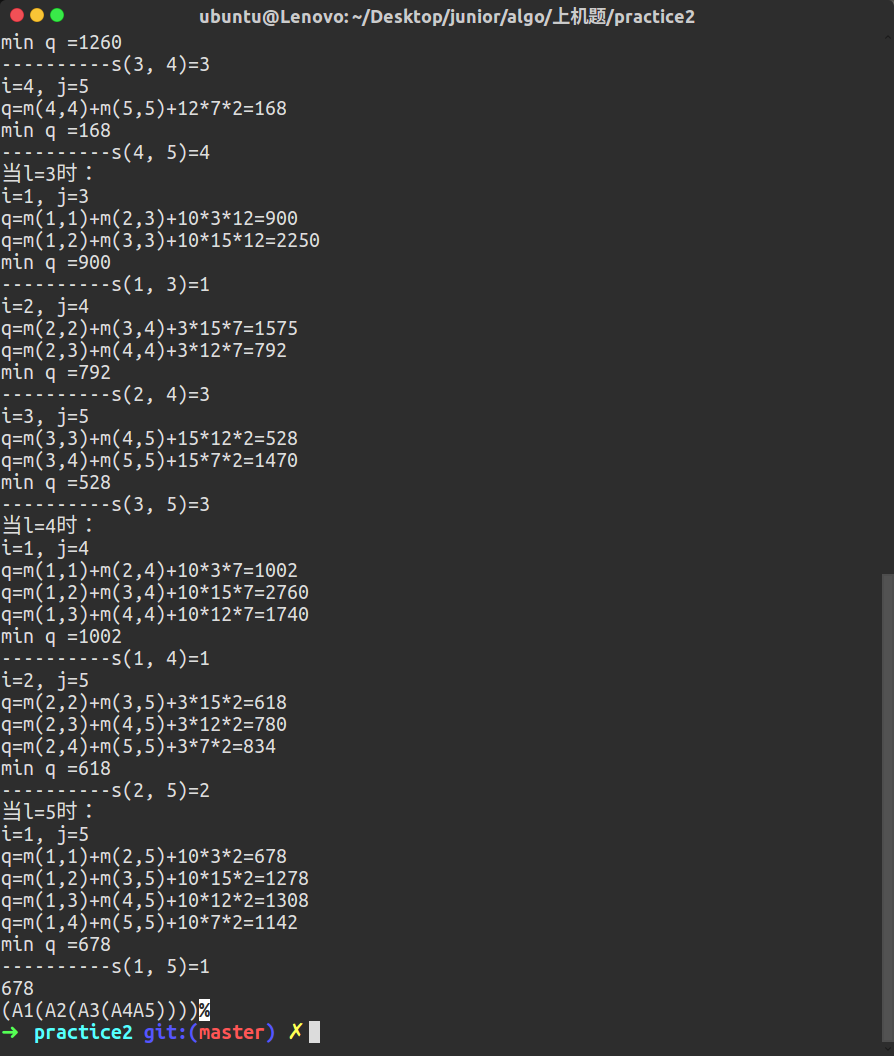 ubuntu@Lenovo: ~/Desktop/junior/algo/上机题/practice2
min q =1260
----------s(3, 4)=3
i=4, j=5
q=m(4,4)+m(5,5)+12*7*2=168
min q =168
----------s(4, 5)=4
当l=3时：
i=1, j=3
q=m(1,1)+m(2,3)+10*3*12=900
q=m(1,2)+m(3,3)+10*15*12=2250
min q =900
----------s(1, 3)=1
i=2, j=4
q=m(2,2)+m(3,4)+3*15*7=1575
q=m(2,3)+m(4,4)+3*12*7=792
min q =792
----------s(2, 4)=3
i=3, j=5
q=m(3,3)+m(4,5)+15*12*2=528
q=m(3,4)+m(5,5)+15*7*2=1470
min q =528
----------s(3, 5)=3
当l=4时：
i=1, j=4
q=m(1,1)+m(2,4)+10*3*7=1002
q=m(1,2)+m(3,4)+10*15*7=2760
q=m(1,3)+m(4,4)+10*12*7=1740
min q =1002
----------s(1, 4)=1
i=2, j=5
q=m(2,2)+m(3,5)+3*15*2=618
q=m(2,3)+m(4,5)+3*12*2=780
q=m(2,4)+m(5,5)+3*7*2=834
min q =618
----------s(2, 5)=2
当l=5时：
i=1, j=5
q=m(1,1)+m(2,5)+10*3*2=678
q=m(1,2)+m(3,5)+10*15*2=1278
q=m(1,3)+m(4,5)+10*12*2=1308
q=m(1,4)+m(5,5)+10*7*2=1142
min q =678
----------s(1, 5)=1
678
(A1(A2(A3(A4A5))))%
➜ practice2 git:(master) ✗